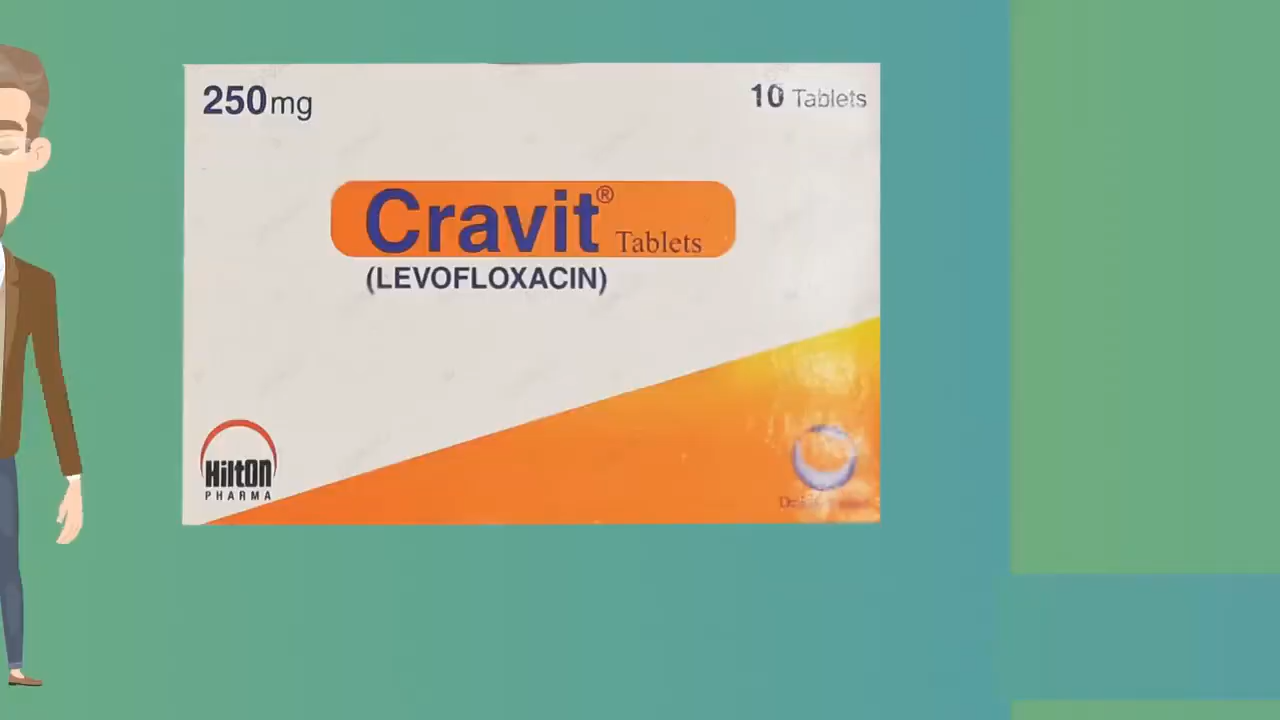 250mg
10 Tablets
Cravit® Tablets
(LEVOFLOXACIN)
HiltON
PHARMA